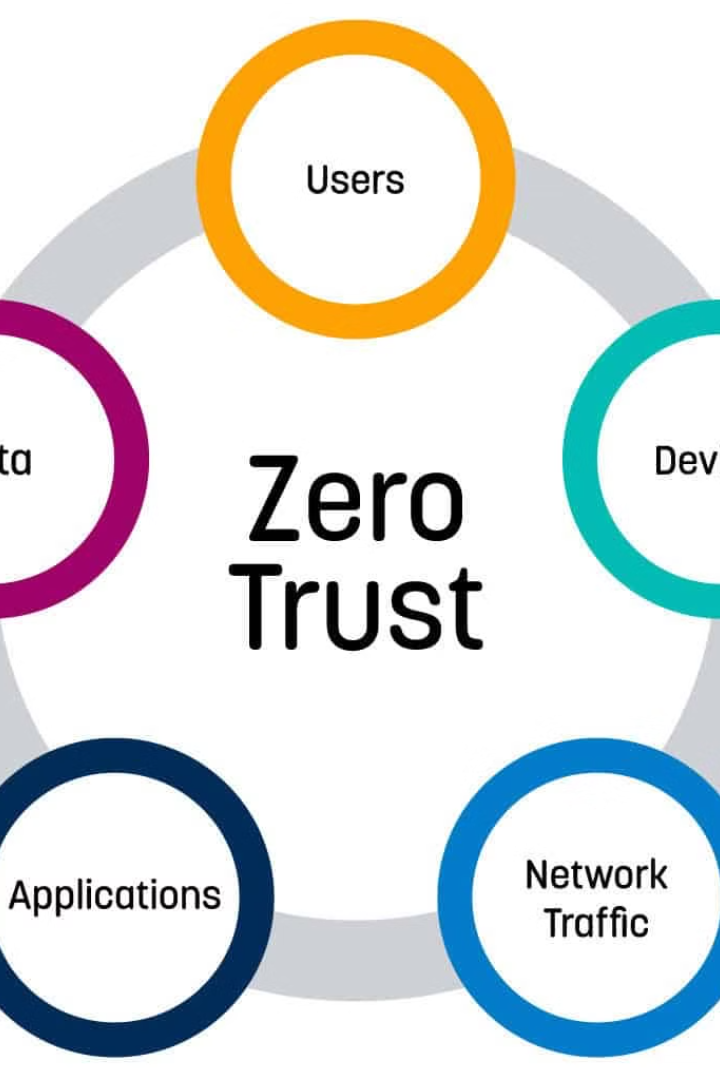 Users
ta
Dev
Zero
Trust
Applications
Network
Traffic